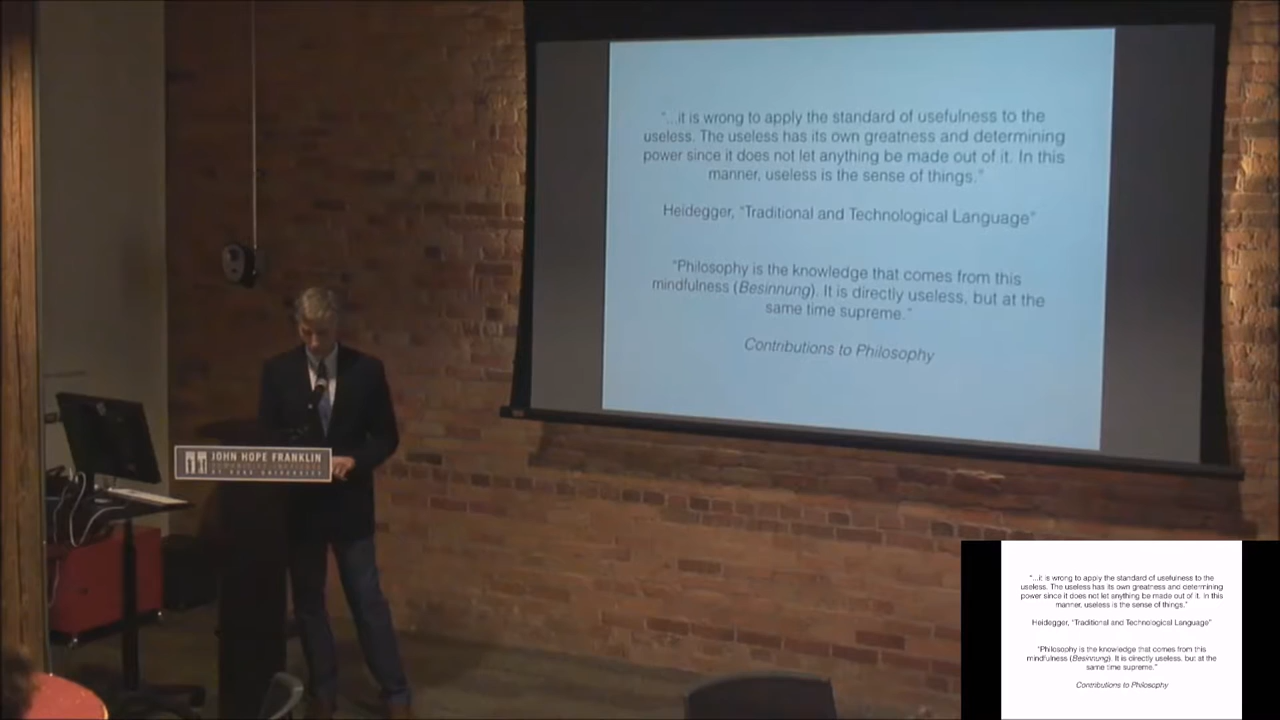 "...it is wrong to apply the standard of usefulness to the
useless. The useless has its own greatness and determining
power since it does not let anything be made out of it. In this
manner, useless is the sense of things."
Heidegger, "Traditional and Technological Language"
"Philosophy is the knowledge that comes from this
mindfulness (Besinnung). It is directly useless, but at the
same time supreme."
Contributions to Philosophy
JOHN HOPE FRANKLIN
HUMANITIES INSTITUTE
AT DUKE UNIVERSITY
"...it is wrong to apply the standard of usefulness to the
useless. The useless has its own greatness and determining
power since it does not let anything be made out of it. In this
manner, useless is the sense of things."
Heidegger, "Traditional and Technological Language"
"Philosophy is the knowledge that comes from this
mindfulness (Besinnung). It is directly useless, but at the
same time supreme."
Contributions to Philosophy